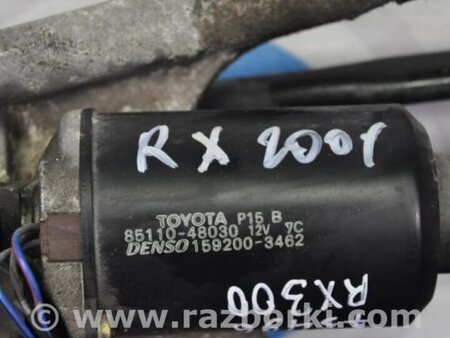 RX 2001
TOYOTA P15 B
85110-48030 12V 7C
DENSO 159200-3462
RX300
© www.razborki.com